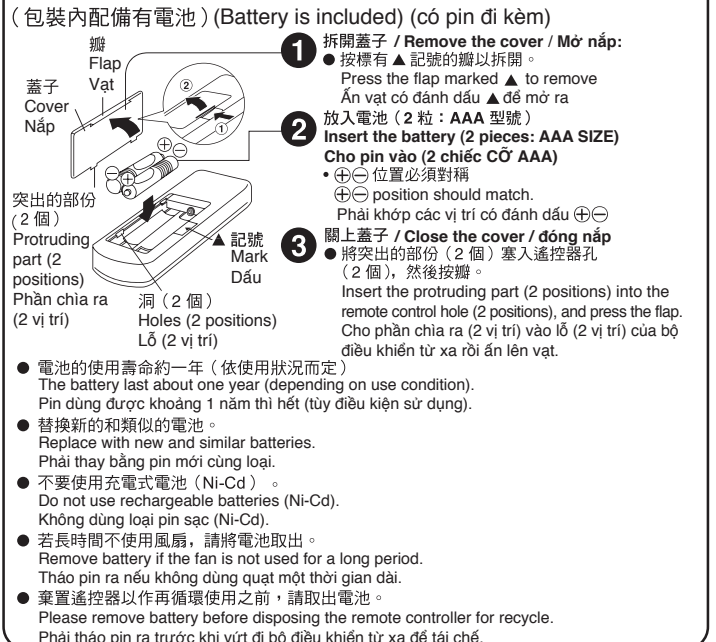 （包裝內配備有電池）(Battery is included) (có pin đi kèm)
瓣
Flap
Vạt
蓋子
Cover
Nắp
②
①
⊕⊖
⊖⊕
突出的部份
（2 個）
Protruding
part (2
positions)
Phần chìa ra
(2 vị trí)
▲ 記號
Mark
Dấu
洞（2 個）
Holes (2 positions)
Lỗ (2 vị trí)
1 拆開蓋子 / Remove the cover / Mở nắp:
● 按標有 ▲ 記號的瓣以拆開。
Press the flap marked ▲ to remove
Ấn vạt có đánh dấu ▲ để mở ra
2 放入電池（2 粒：AAA 型號）
Insert the battery (2 pieces: AAA SIZE)
Cho pin vào (2 chiếc CỠ AAA)
• ⊕⊖ 位置必須對稱
⊕⊖ position should match.
Phải khớp các vị trí có đánh dấu ⊕⊖
3 關上蓋子 / Close the cover / đóng nắp
● 將突出的部份（2 個）塞入遙控器孔
（2 個），然後按瓣。
Insert the protruding part (2 positions) into the
remote control hole (2 positions), and press the flap.
Cho phần chìa ra (2 vị trí) vào lỗ (2 vị trí) của bộ
điều khiển từ xa rồi ấn lên vạt.
● 電池的使用壽命約一年（依使用狀況而定）
The battery last about one year (depending on use condition).
Pin dùng được khoảng 1 năm thì hết (tùy điều kiện sử dụng).
● 替換新的和類似的電池。
Replace with new and similar batteries.
Phải thay bằng pin mới cùng loại.
● 不要使用充電式電池（Ni-Cd）。
Do not use rechargeable batteries (Ni-Cd).
Không dùng loại pin sạc (Ni-Cd).
● 若長時間不使用風扇，請將電池取出。
Remove battery if the fan is not used for a long period.
Tháo pin ra nếu không dùng quạt một thời gian dài.
● 棄置遙控器以作再循環使用之前，請取出電池。
Please remove battery before disposing the remote controller for recycle.
Phải tháo pin ra trước khi vứt đi bộ điều khiển từ xa để tái chế.